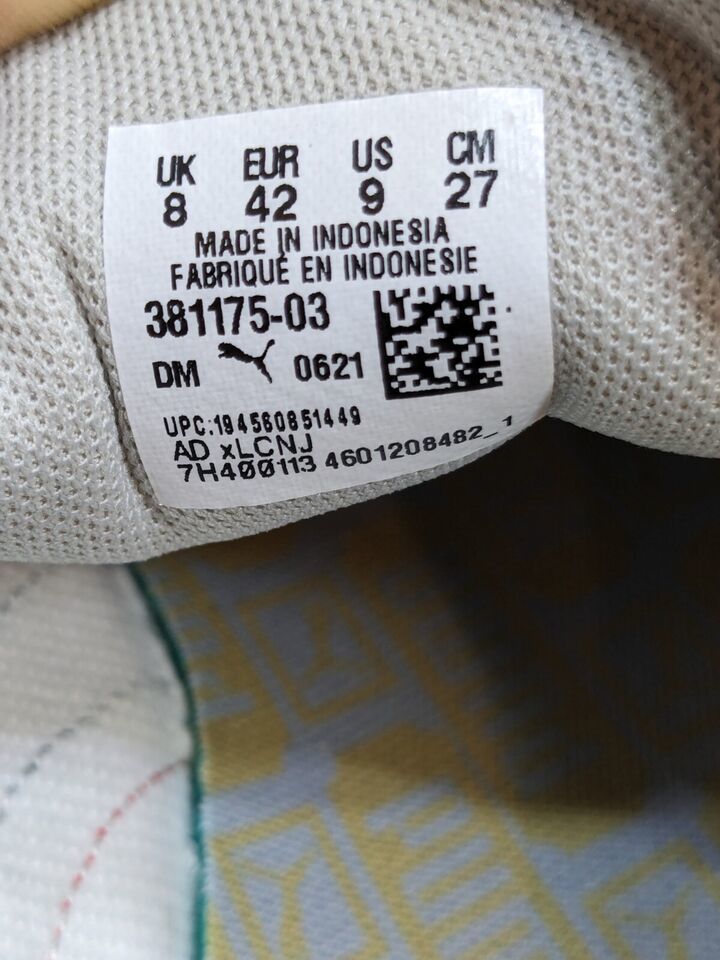 UK EUR US CM
8 42 9 27
MADE IN INDONESIA
FABRIQUÉ EN INDONESIE
381175-03
DM 0621
UPC:194560851449
AD xLCNJ
7H400113 4601208482_1